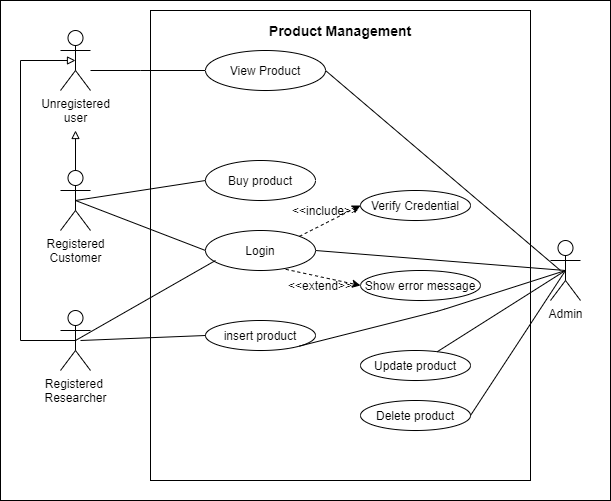 Product Management
View Product
Unregistered
user
Buy product
<<include>>
Verify Credential
Registered
Customer
Login
<<extend>>
Show error message
Admin
insert product
Update product
Registered
Researcher
Delete product